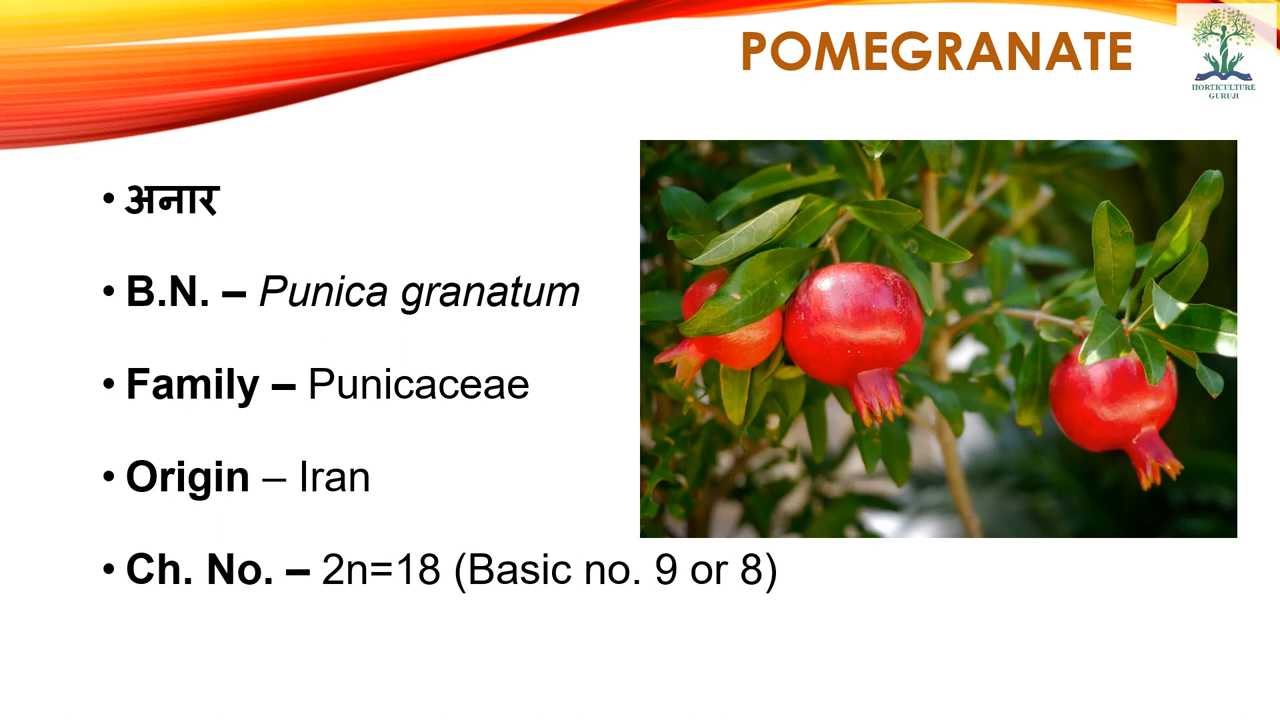 POMEGRANATE
HORTICULTURE
GURUJI
• अनार
• B.N. – Punica granatum
• Family – Punicaceae
• Origin – Iran
• Ch. No. – 2n=18 (Basic no. 9 or 8)